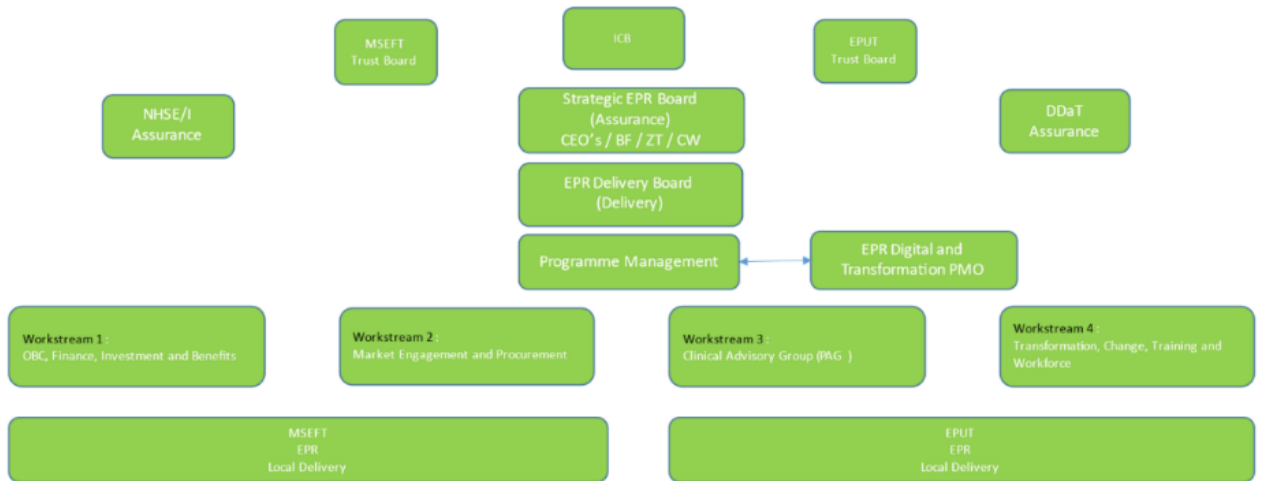 MSEFT
Trust Board
ICB
EPUT
Trust Board
NHSE/I
Assurance
Strategic EPR Board
(Assurance)
CEO's / BF / ZT / CW
DDaT
Assurance
EPR Delivery Board
(Delivery)
Programme Management
EPR Digital and
Transformation PMO
Workstream 1 :
OBC, Finance, Investment and Benefits
Workstream 2 :
Market Engagement and Procurement
Workstream 3 :
Clinical Advisory Group (PAG )
Workstream 4 :
Transformation, Change, Training and
Workforce
MSEFT
EPR
Local Delivery
EPUT
EPR
Local Delivery